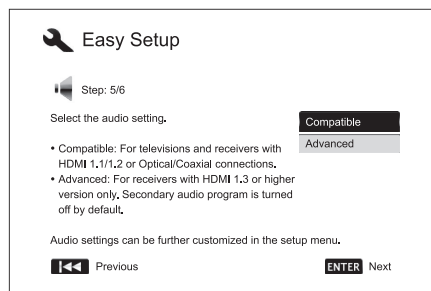 Easy Setup
Step: 5/6
Select the audio setting.
Compatible
Advanced
• Compatible: For televisions and receivers with
HDMI 1.1/1.2 or Optical/Coaxial connections.
• Advanced: For receivers with HDMI 1.3 or higher
version only. Secondary audio program is turned
off by default.
Audio settings can be further customized in the setup menu.
Previous
ENTER Next